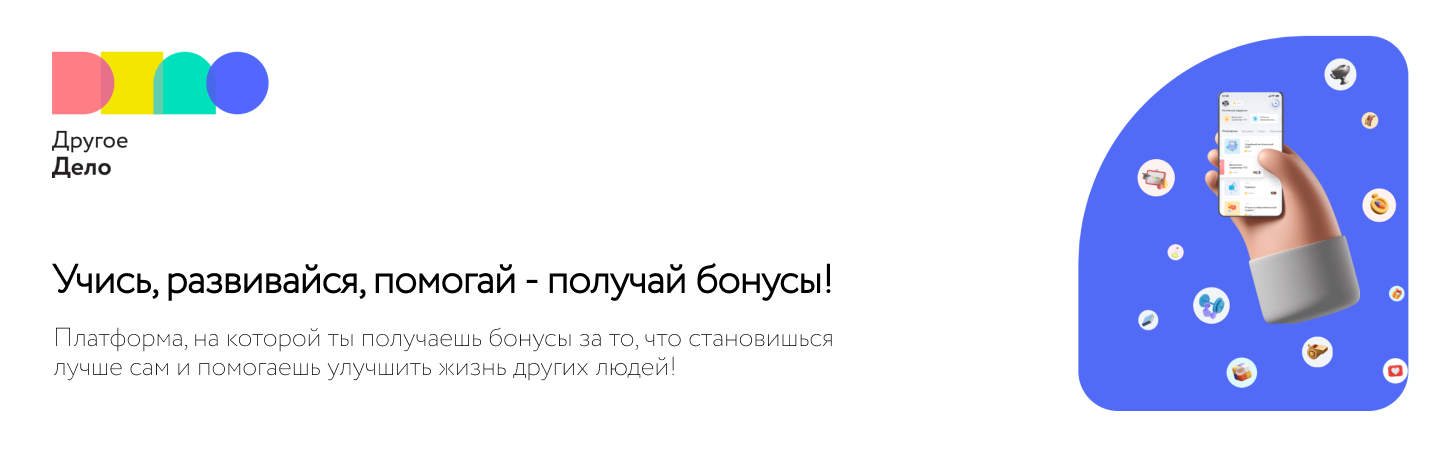 Другое
Дело
Учись, развивайся, помогай - получай бонусы!
Платформа, на которой ты получаешь бонусы за то, что становишься
лучше сам и помогаешь улучшить жизнь других людей!